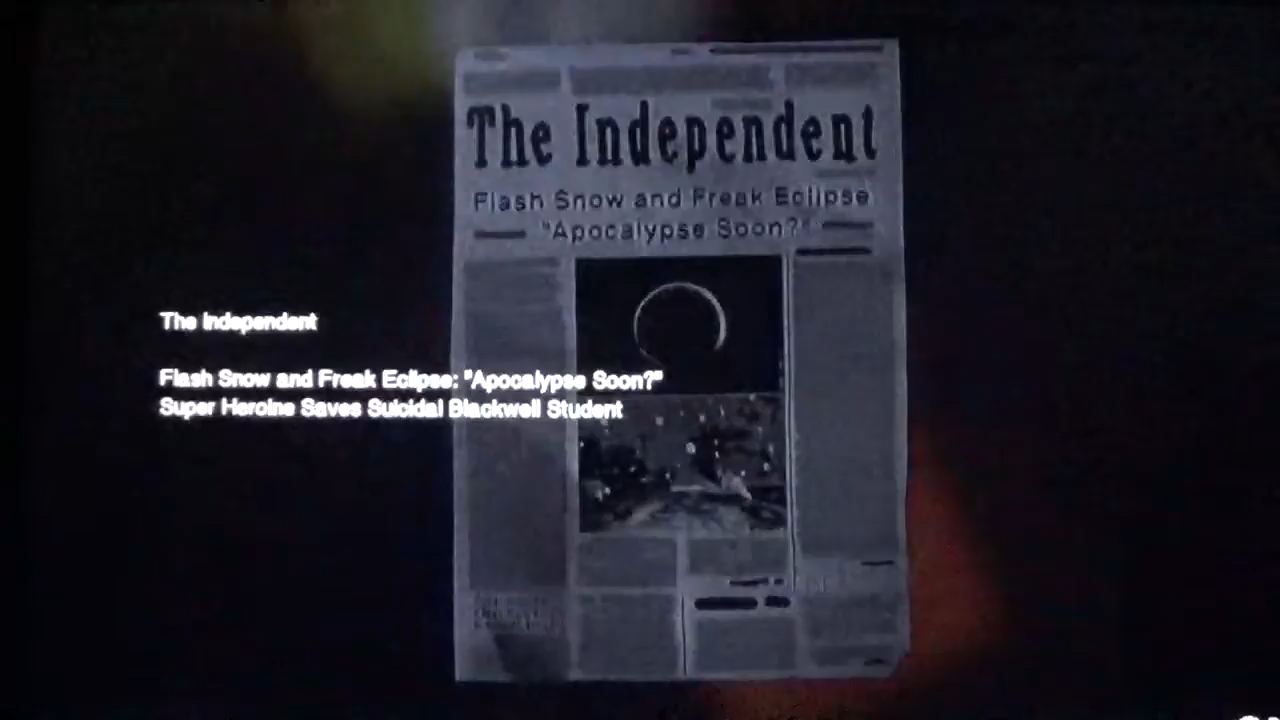 The Independent
Flash Snow and Freak Eclipse
"Apocalypse Soon?"
The Independent
Flash Snow and Freak Eclipse: "Apocalypse Soon?"
Super Heroine Saves Suicidal Blackwell Student